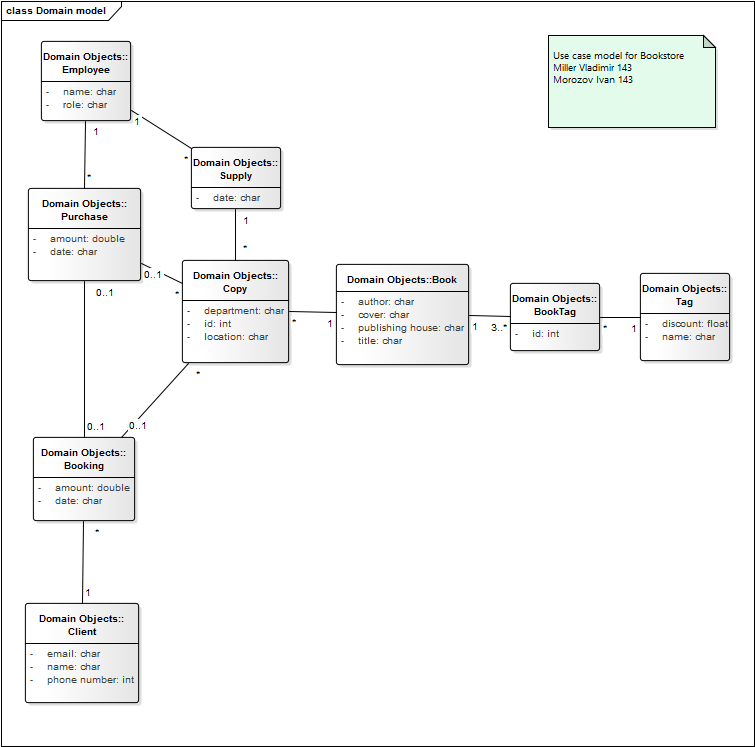 class Domain model
Use case model for Bookstore
Miller Vladimir 143
Morozov Ivan 143
Domain Objects::
Employee
- name: char
- role: char
1
1
*
*
Domain Objects::
Supply
- date: char
1
*
Domain Objects::
Purchase
- amount: double
- date: char
0..1
*
0..1
Domain Objects::
Copy
- department: char
- id: int
- location: char
*
1
*
Domain Objects::Book
- author: char
- cover: char
- publishing house: char
- title: char
1
3..*
Domain Objects::
BookTag
- id: int
*
1
Domain Objects::
Tag
- discount: float
- name: char
0..1
0..1
Domain Objects::
Booking
- amount: double
- date: char
*
1
Domain Objects::
Client
- email: char
- name: char
- phone number: int